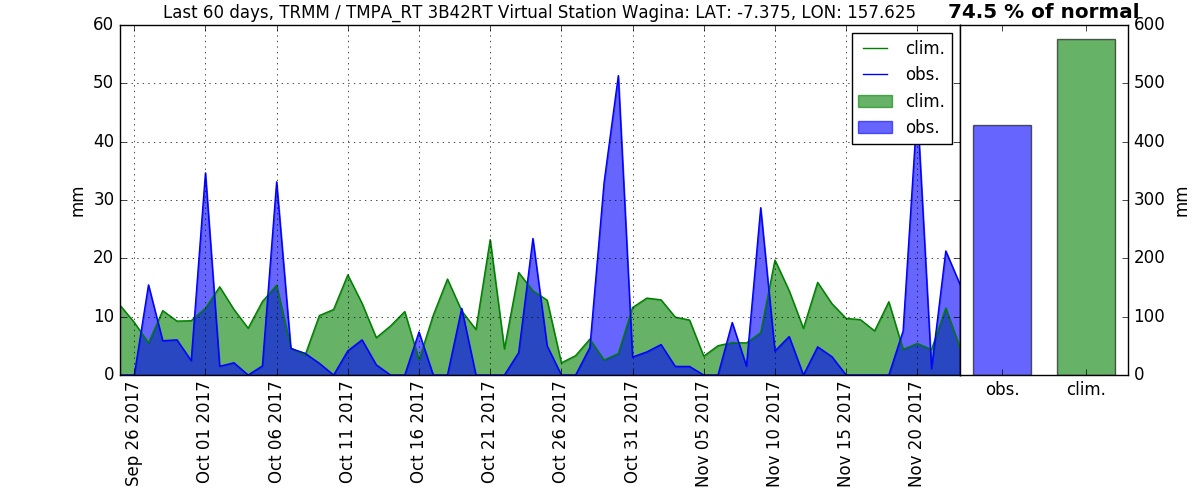 Last 60 days, TRMM / TMPA_RT 3B42RT Virtual Station Wagina: LAT: -7.375, LON: 157.625
74.5 % of normal
clim.
obs.
clim.
obs.
mm
60
50
40
30
20
10
0
Sep 26 2017
Oct 01 2017
Oct 06 2017
Oct 11 2017
Oct 16 2017
Oct 21 2017
Oct 26 2017
Oct 31 2017
Nov 05 2017
Nov 10 2017
Nov 15 2017
Nov 20 2017
600
500
400
300
200
100
0
mm
obs.
clim.